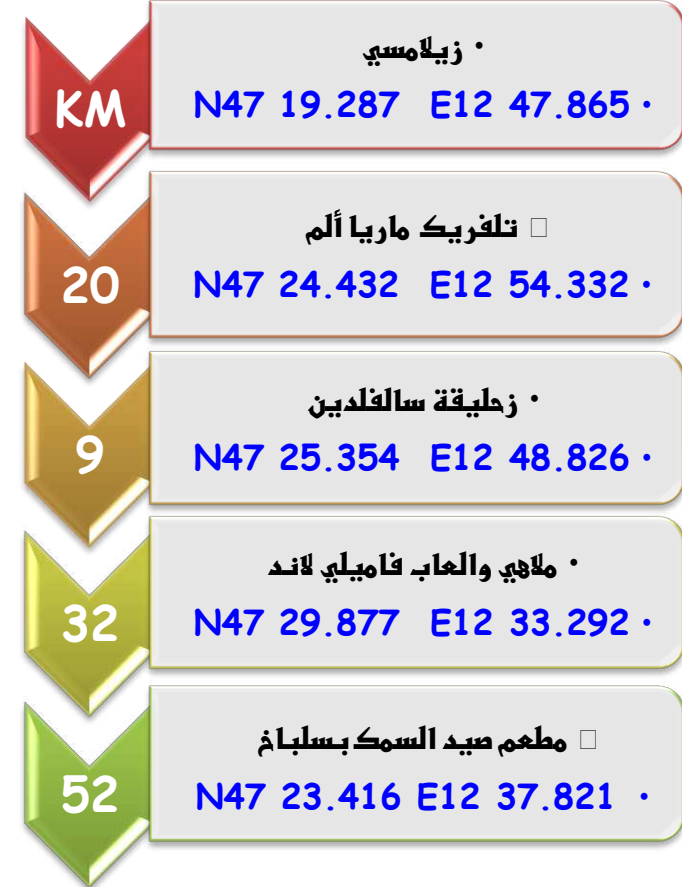 KM
• زيلامسي
• N47 19.287 E12 47.865
20
□ تلفريك ماريا ألم
• N47 24.432 E12 54.332
9
• زحليقة سالفلدين
• N47 25.354 E12 48.826
32
• ملاهي والعاب فاميلي لاند
• N47 29.877 E12 33.292
52
□ مطعم صيد السمك بسلباخ
• N47 23.416 E12 37.821